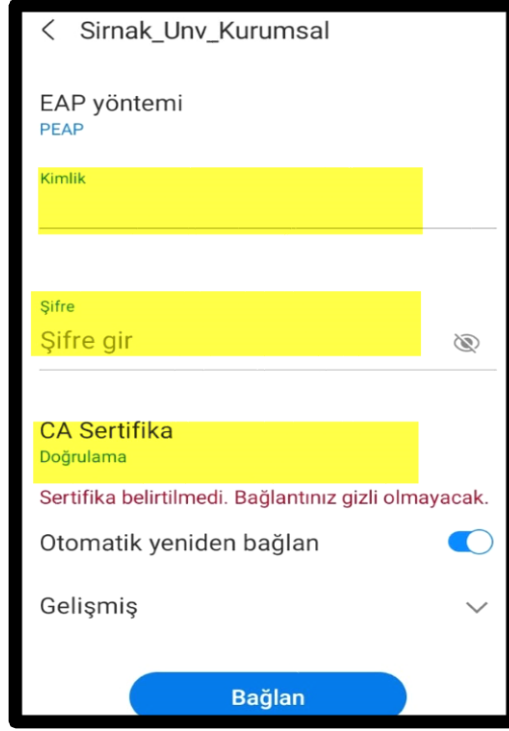 Sirnak_Unv_Kurumsal
EAP yöntemi
PEAP
Kimlik
Şifre
Şifre gir
CA Sertifika
Doğrulama
Sertifika belirtilmedi. Bağlantınız gizli olmayacak.
Otomatik yeniden bağlan
Gelişmiş
Bağlan